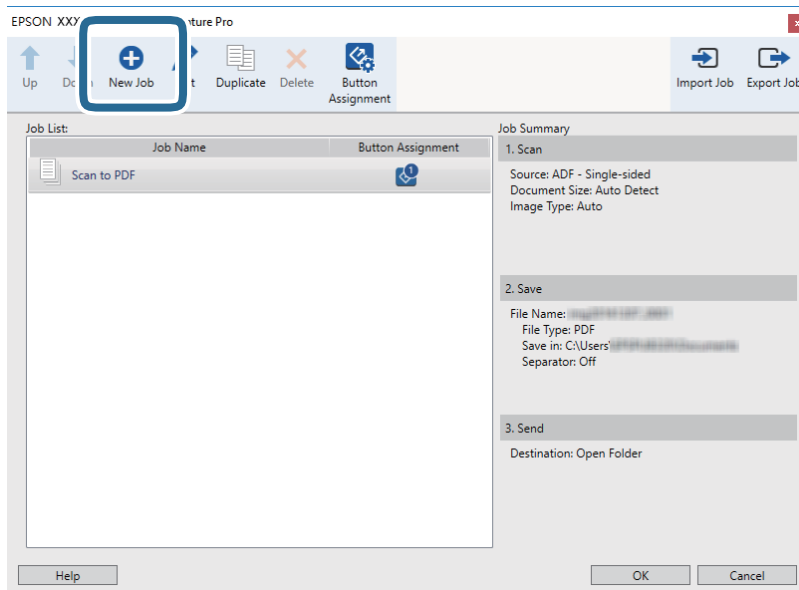 EPSON XXX
ture Pro
Up
New Job
Duplicate
Delete
Button
Assignment
Import Job
Export Job
Job List:
Job Name
Button Assignment
Scan to PDF
1
Job Summary
1. Scan
Source: ADF - Single-sided
Document Size: Auto Detect
Image Type: Auto
2. Save
File Name:
File Type: PDF
Save in: C:\Users\
Separator: Off
3. Send
Destination: Open Folder
Help
OK
Cancel